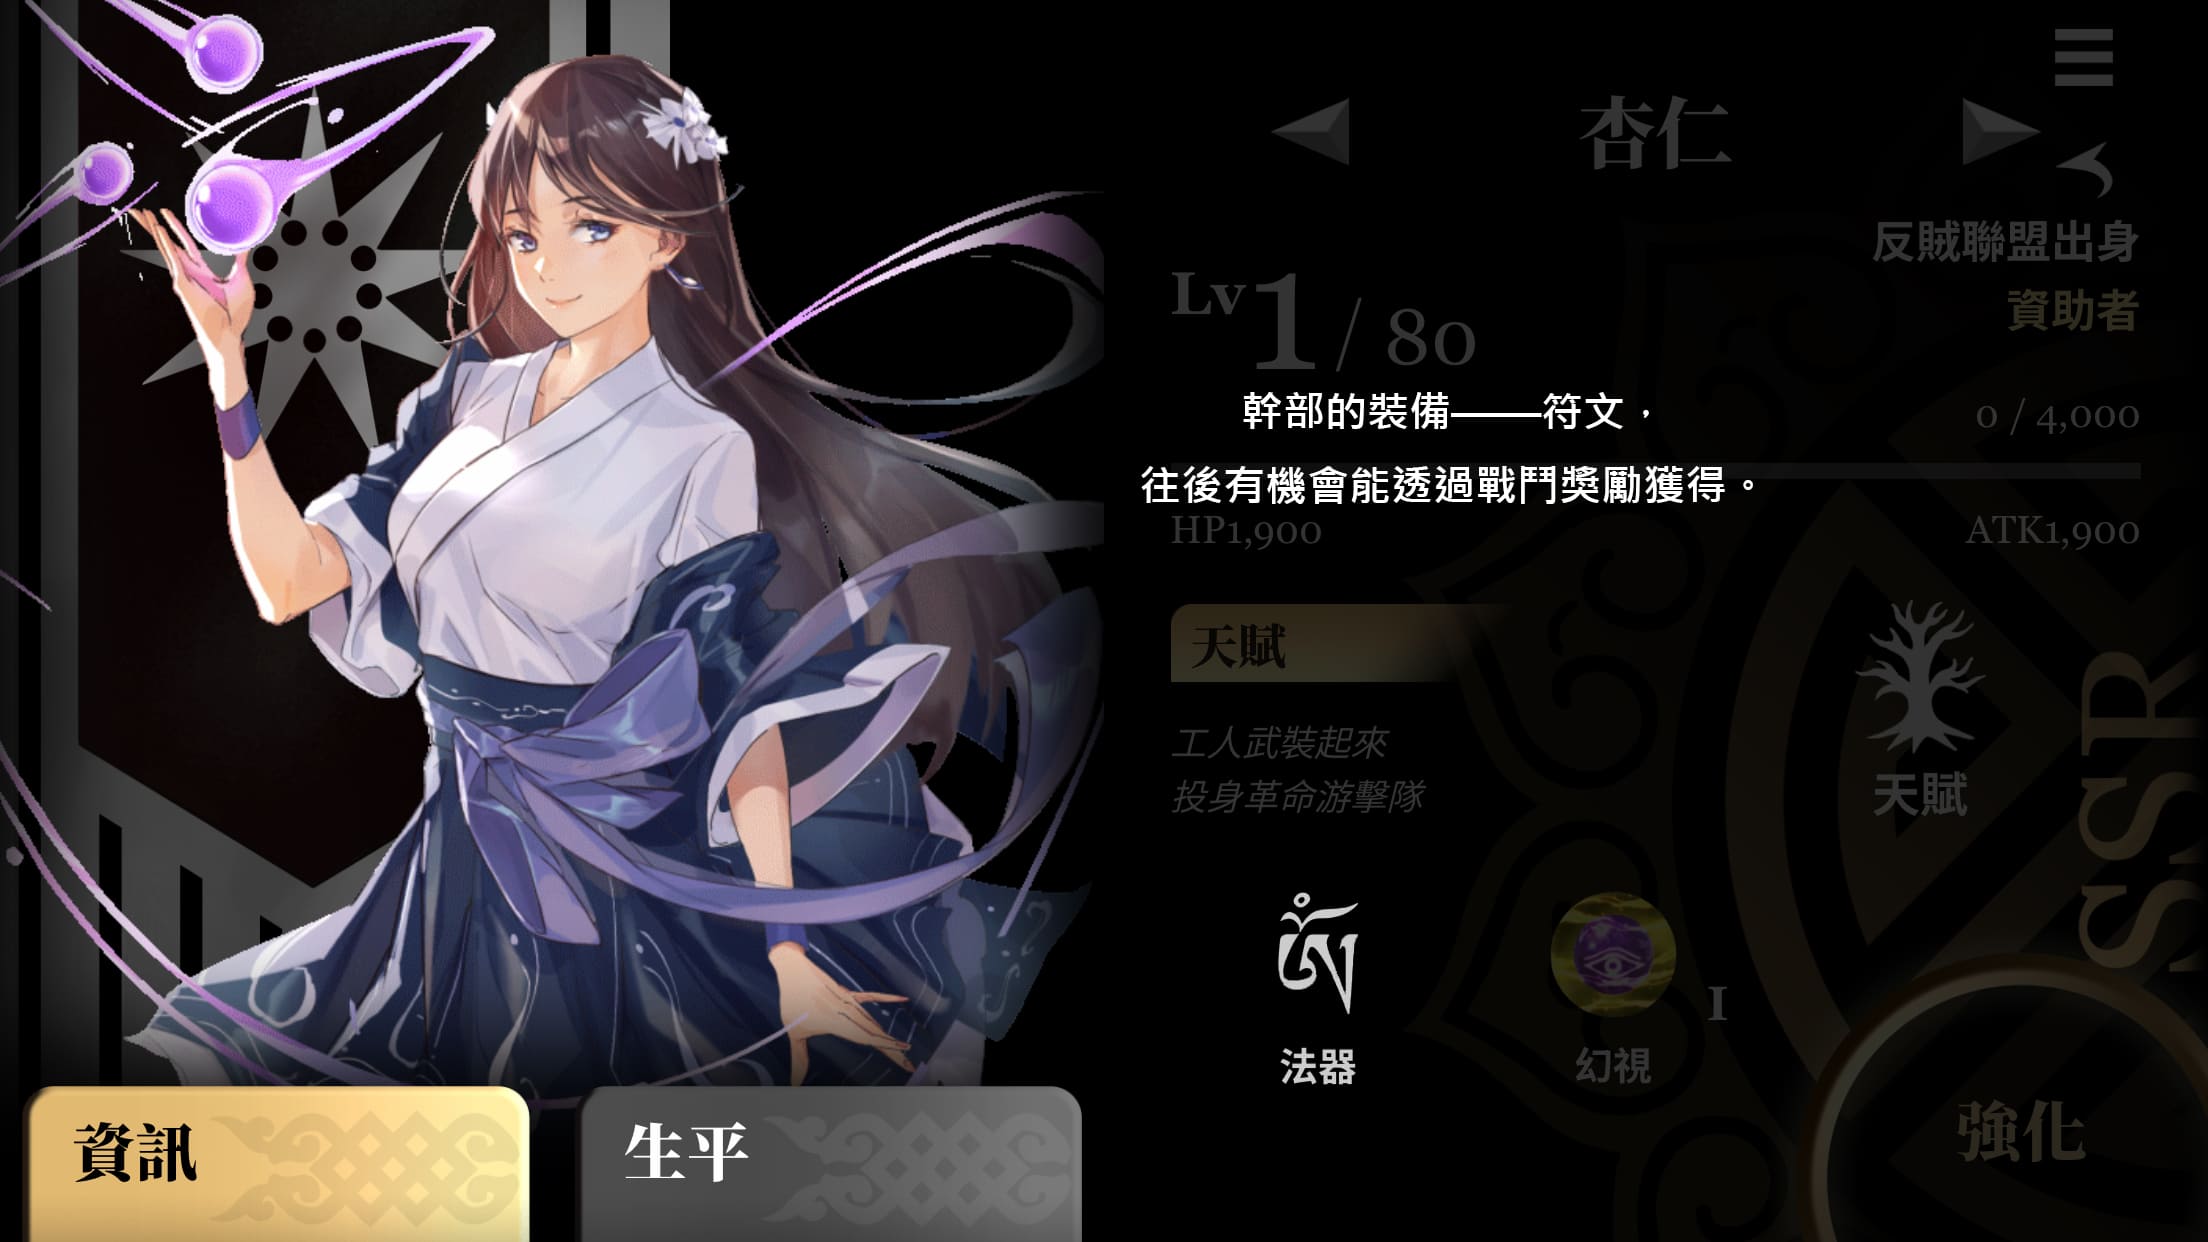 杏仁
反賊聯盟出身
資助者
Lv 1 / 80
幹部的裝備——符文，
0 / 4,000
往後有機會能透過戰鬥獎勵獲得。
HP1,900
ATK1,900
天賦
工人武裝起來
投身革命游擊隊
天賦
SSR
法器
幻視
I
強化
資訊
生平